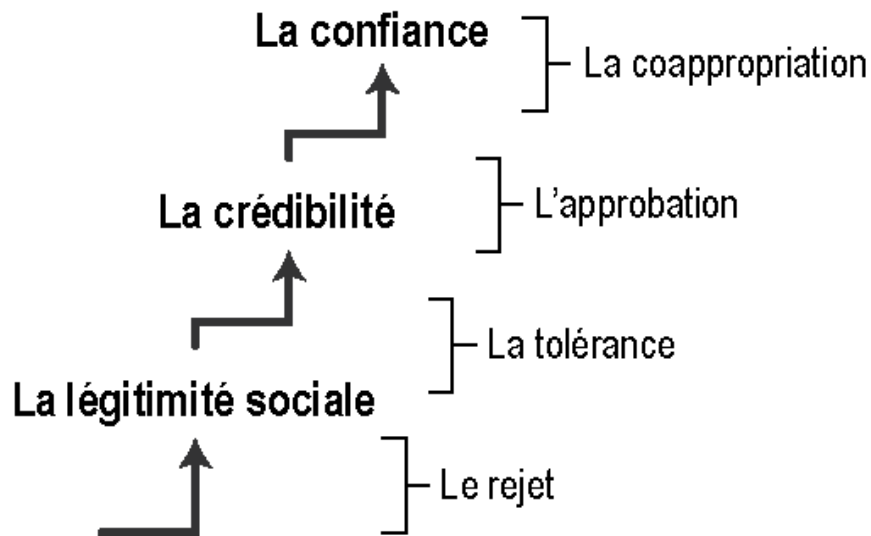 La confiance
La coappropriation
La crédibilité
L’approbation
La tolérance
La légitimité sociale
Le rejet